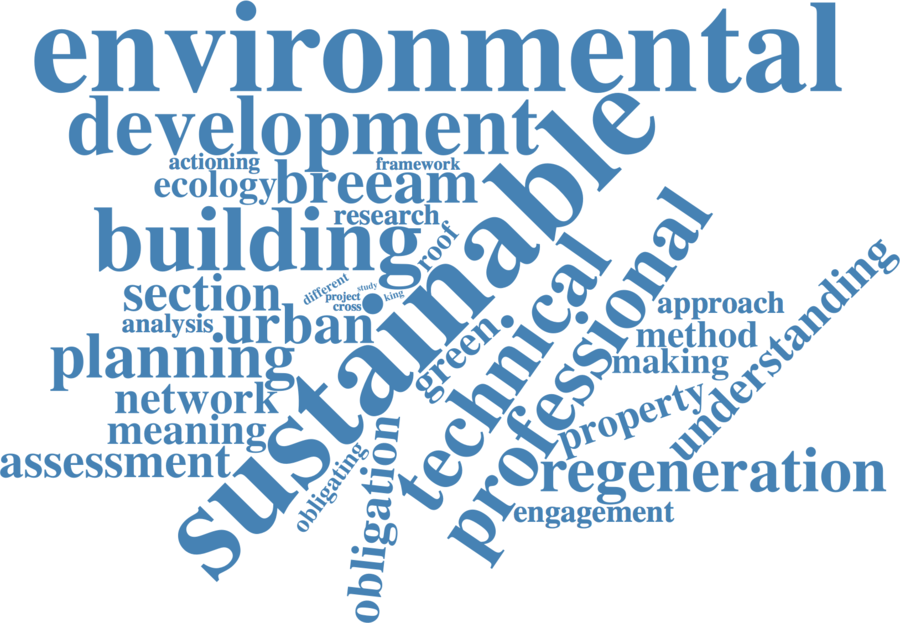 environmental
development
actioning
framework
ecology
breeam
sustainable
research
building
roof
professional
technical
different
study
project
king
cross
section
analysis
urban
green
understanding
approach
method
making
planning
network
property
meaning
assessment
obligating
obligation
regeneration
engagement